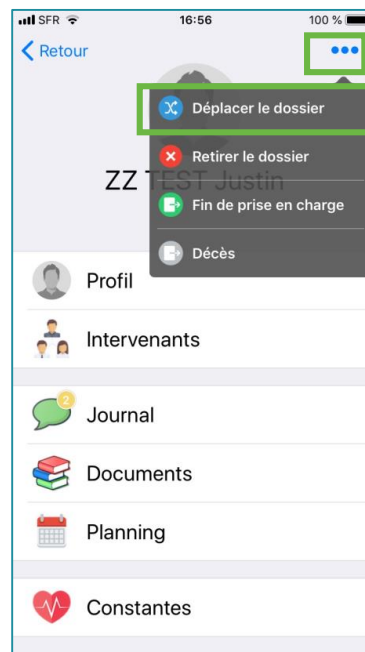 SFR 16:56 100 %
Retour
Déplacer le dossier
Retirer le dossier
ZZ TEST Justin
Fin de prise en charge
Décès
Profil
Intervenants
2
Journal
Documents
Planning
Constantes